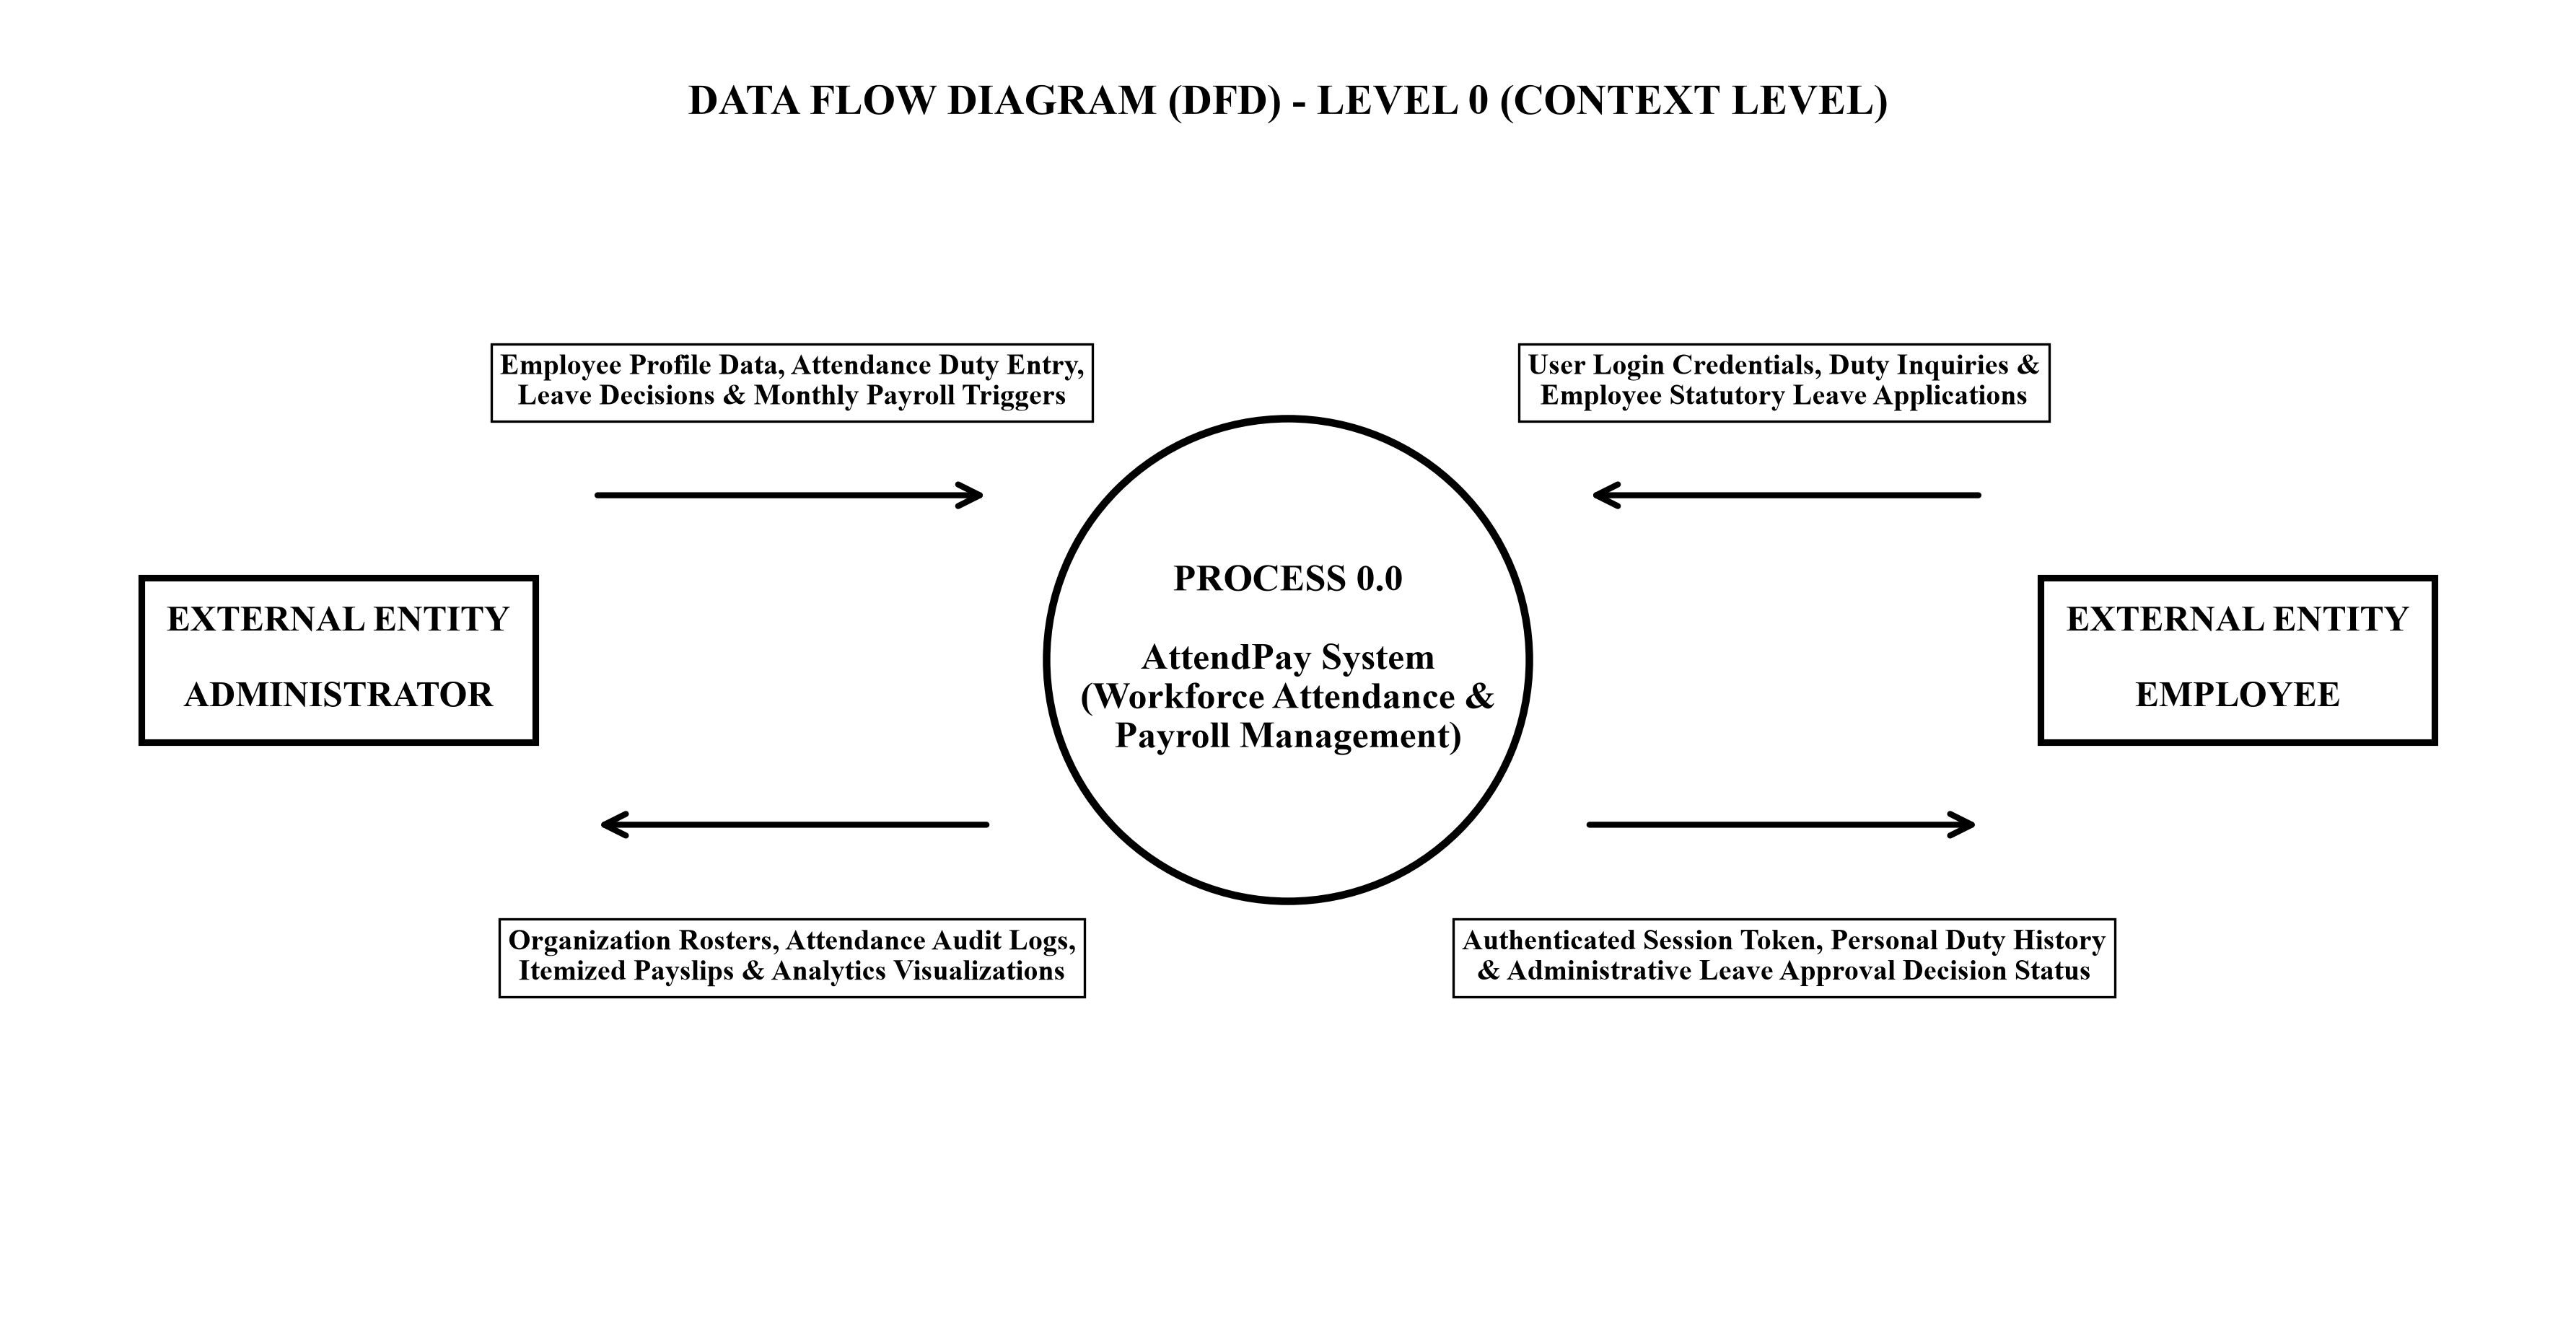 DATA FLOW DIAGRAM (DFD) - LEVEL 0 (CONTEXT LEVEL)
Employee Profile Data, Attendance Duty Entry,
Leave Decisions & Monthly Payroll Triggers
User Login Credentials, Duty Inquiries &
Employee Statutory Leave Applications
EXTERNAL ENTITY
ADMINISTRATOR
PROCESS 0.0
AttendPay System
(Workforce Attendance &
Payroll Management)
EXTERNAL ENTITY
EMPLOYEE
Organization Rosters, Attendance Audit Logs,
Itemized Payslips & Analytics Visualizations
Authenticated Session Token, Personal Duty History
& Administrative Leave Approval Decision Status